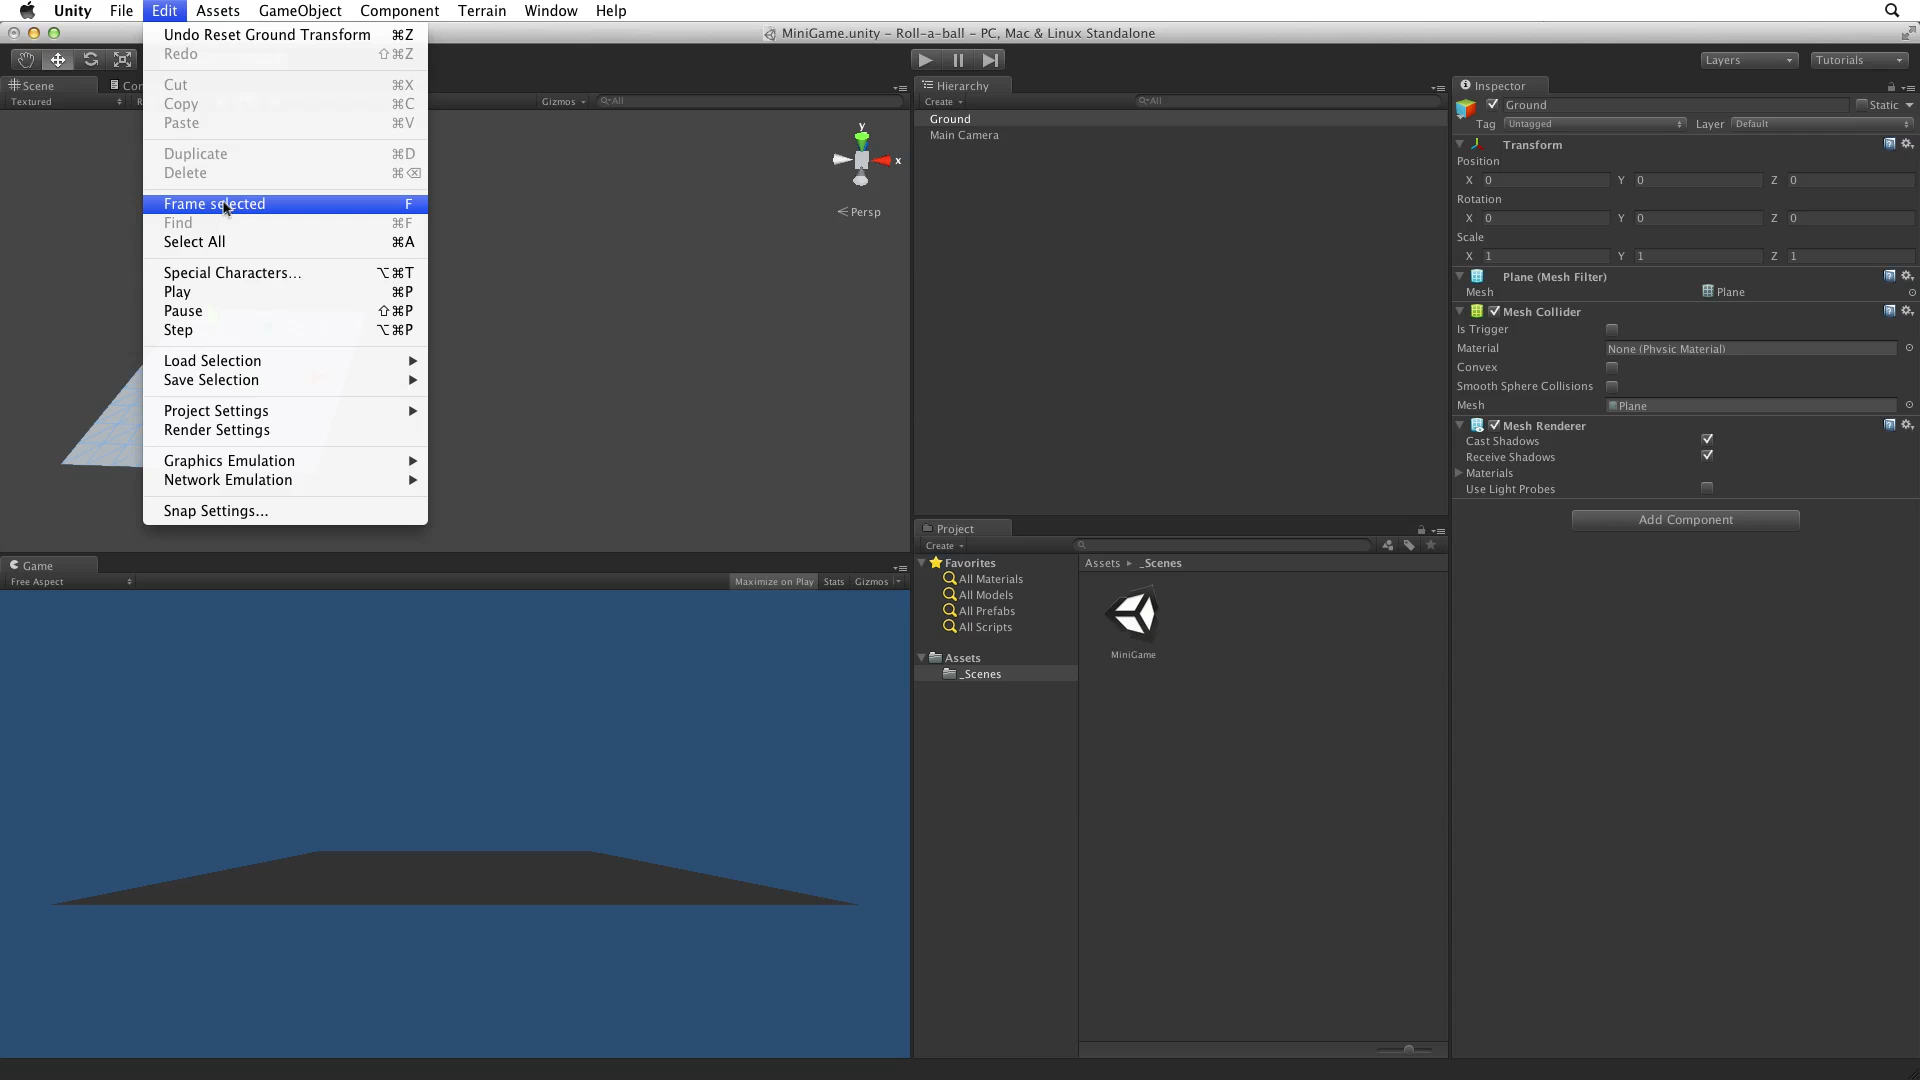 Unity File Edit Assets GameObject Component Terrain Window Help
MiniGame.unity – Roll-a-ball – PC, Mac & Linux Standalone
Layers Tutorials
Undo Reset Ground Transform ⌘Z
Redo ⇧⌘Z
Cut ⌘X
Copy ⌘C
Paste ⌘V
Duplicate ⌘D
Delete ⌘⌫
Frame selected F
Find ⌘F
Select All ⌘A
Special Characters... ⌥⌘T
Play ⌘P
Pause ⇧⌘P
Step ⌥⌘P
Load Selection
Save Selection
Project Settings
Render Settings
Graphics Emulation
Network Emulation
Snap Settings...
Scene Con
Textured R Gizmos All
y
x
Persp
Game
Free Aspect Maximize on Play Stats Gizmos
Hierarchy
Create All
Ground
Main Camera
Project
Create
Favorites
All Materials
All Models
All Prefabs
All Scripts
Assets
_Scenes
Assets ▸ _Scenes
MiniGame
Inspector
Ground Static
Tag Untagged Layer Default
Transform
Position
X 0 Y 0 Z 0
Rotation
X 0 Y 0 Z 0
Scale
X 1 Y 1 Z 1
Plane (Mesh Filter)
Mesh Plane
Mesh Collider
Is Trigger
Material None (Physic Material)
Convex
Smooth Sphere Collisions
Mesh Plane
Mesh Renderer
Cast Shadows
Receive Shadows
Materials
Use Light Probes
Add Component